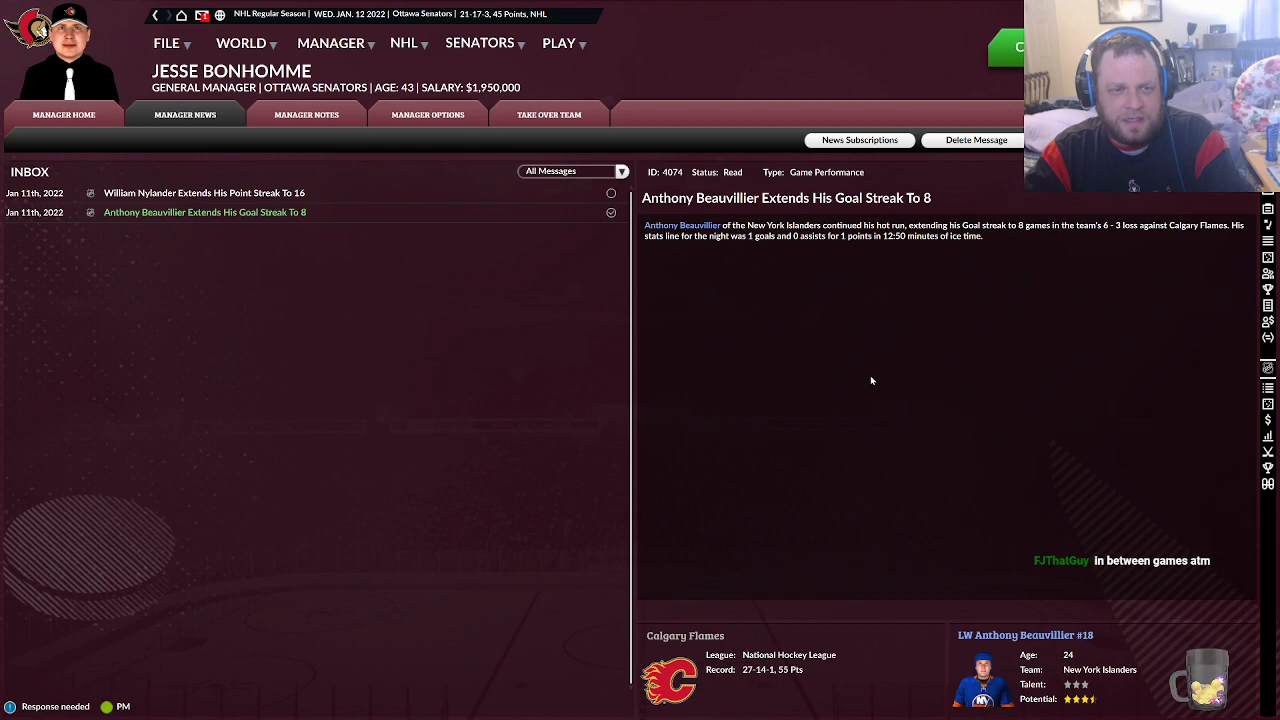 NHL Regular Season | WED. JAN. 12 2022 | Ottawa Senators | 21-17-3, 45 Points, NHL
FILE WORLD MANAGER NHL SENATORS PLAY
JESSE BONHOMME
GENERAL MANAGER | OTTAWA SENATORS | AGE: 43 | SALARY: $1,950,000
MANAGER HOME MANAGER NEWS MANAGER NOTES MANAGER OPTIONS TAKE OVER TEAM
News Subscriptions Delete Message
INBOX All Messages
Jan 11th, 2022 William Nylander Extends His Point Streak To 16
Jan 11th, 2022 Anthony Beauvillier Extends His Goal Streak To 8
ID: 4074 Status: Read Type: Game Performance
Anthony Beauvillier Extends His Goal Streak To 8
Anthony Beauvillier of the New York Islanders continued his hot run, extending his Goal streak to 8 games in the team's 6 - 3 loss against Calgary Flames. His
stats line for the night was 1 goals and 0 assists for 1 points in 12:50 minutes of ice time.
FJThatGuy in between games atm
Calgary Flames
League: National Hockey League
Record: 27-14-1, 55 Pts
LW Anthony Beauvillier #18
Age: 24
Team: New York Islanders
Talent:
Potential:
Response needed PM